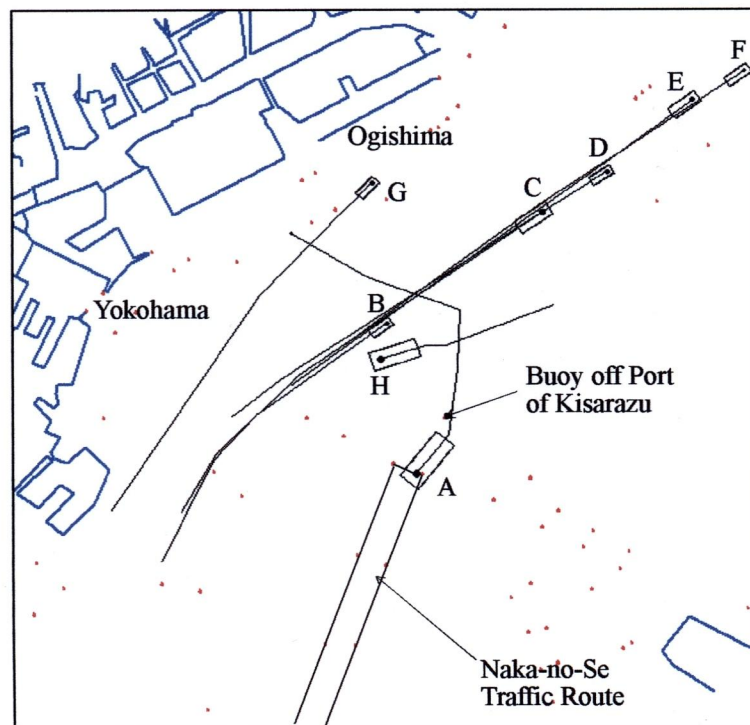 F
E
Ogishima
D
G
C
Yokohama
B
H
Buoy off Port
of Kisarazu
A
Naka-no-Se
Traffic Route